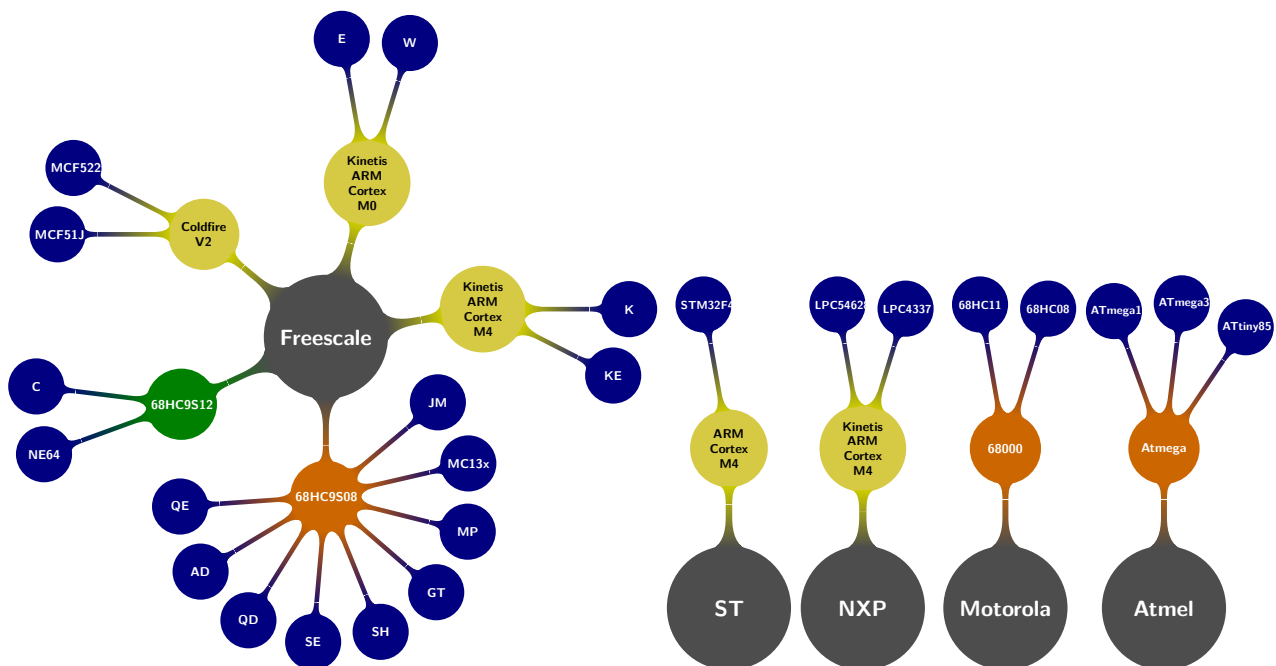 E
W
Kinetis
ARM
Cortex
M0
MCF522
MCF51J
Coldfire
V2
Kinetis
ARM
Cortex
M4
K
KE
Freescale
C
NE64
68HC9S12
68HC9S08
JM
MC13x
MP
GT
SH
SE
QD
AD
QE
STM32F4
ARM
Cortex
M4
ST
LPC54628
LPC4337
Kinetis
ARM
Cortex
M4
NXP
68HC11
68HC08
68000
Motorola
ATmega1
ATmega3
ATtiny85
Atmega
Atmel